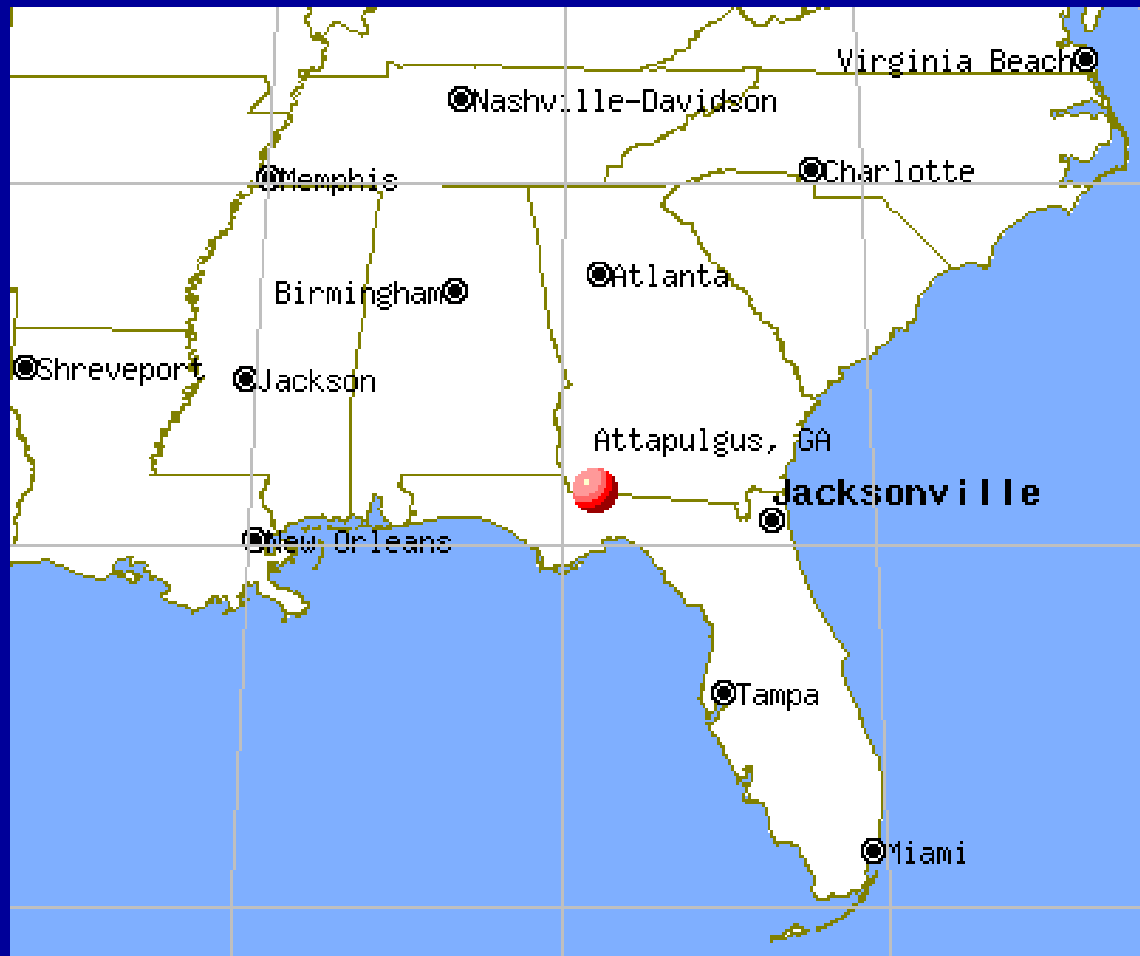 Virginia Beach
Nashville-Davidson
Charlotte
Memphis
Atlanta
Birmingham
Shreveport
Jackson
Attapulgus, GA
Jacksonville
New Orleans
Tampa
Miami